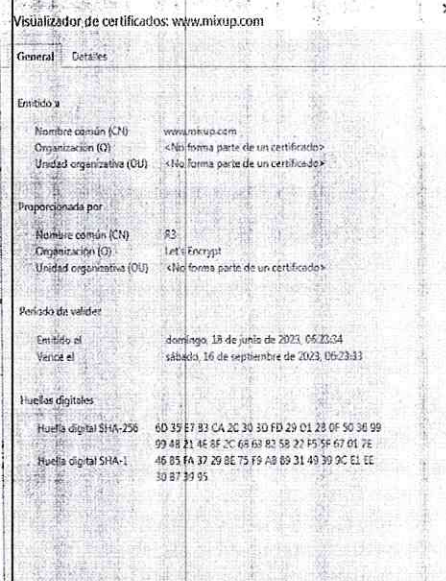 Visualizador de certificados: www.mixup.com
General Detalles
Emitido a
Nombre común (CN) www.mixup.com
Organización (O) <No forma parte de un certificado>
Unidad organizativa (OU) <No forma parte de un certificado>
Proporcionada por
Nombre común (CN) R3
Organización (O) Let's Encrypt
Unidad organizativa (OU) <No forma parte de un certificado>
Período de validez
Emitido el domingo, 18 de junio de 2023, 06:23:34
Vence el sábado, 16 de septiembre de 2023, 06:23:33
Huellas digitales
Huella digital SHA-256 6D 35 E7 83 CA 2C 30 3D FD 29 01 23 0F 50 36 99
99 48 21 4E 8F 2C 68 63 82 58 22 F5 5F 67 01 7E
Huella digital SHA-1 46 85 FA 37 29 8E 75 F9 A8 89 31 49 39 9C E1 EE
30 87 39 95